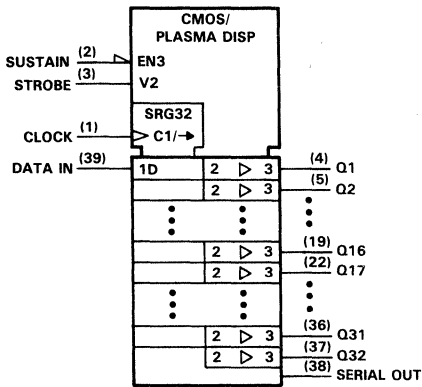 CMOS/
PLASMA DISP
SUSTAIN (2) EN3
STROBE (3) V2
SRG32
CLOCK (1) C1/→
DATA IN (39) 1D 2 ▷ 3 (4) Q1
2 ▷ 3 (5) Q2
2 ▷ 3 (19) Q16
2 ▷ 3 (22) Q17
2 ▷ 3 (36) Q31
2 ▷ 3 (37) Q32
(38) SERIAL OUT